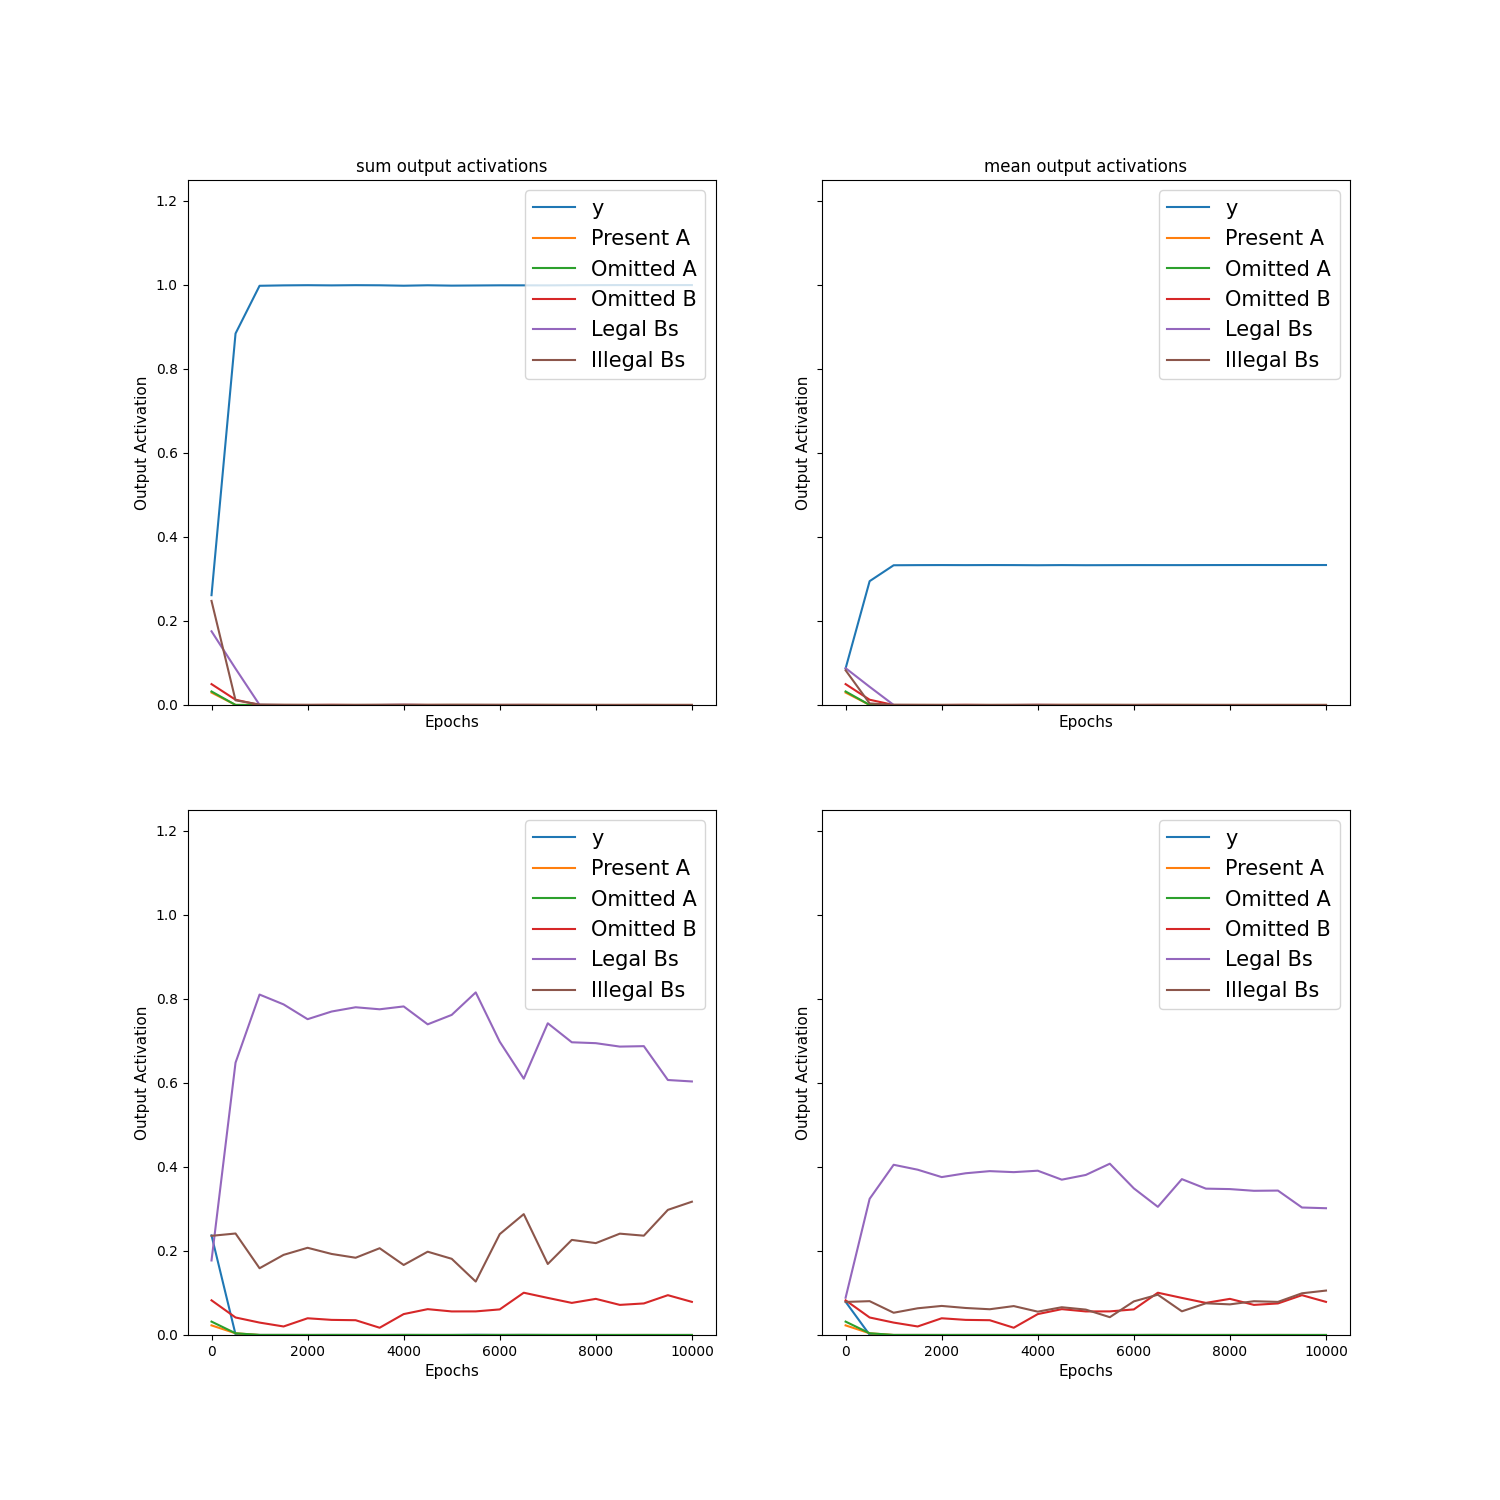 sum output activations
mean output activations
1.2
1.0
0.8
0.6
0.4
0.2
0.0
Output Activation
Epochs
y
Present A
Omitted A
Omitted B
Legal Bs
Illegal Bs
Output Activation
Epochs
y
Present A
Omitted A
Omitted B
Legal Bs
Illegal Bs
1.2
1.0
0.8
0.6
0.4
0.2
0.0
Output Activation
0 2000 4000 6000 8000 10000
Epochs
y
Present A
Omitted A
Omitted B
Legal Bs
Illegal Bs
Output Activation
0 2000 4000 6000 8000 10000
Epochs
y
Present A
Omitted A
Omitted B
Legal Bs
Illegal Bs